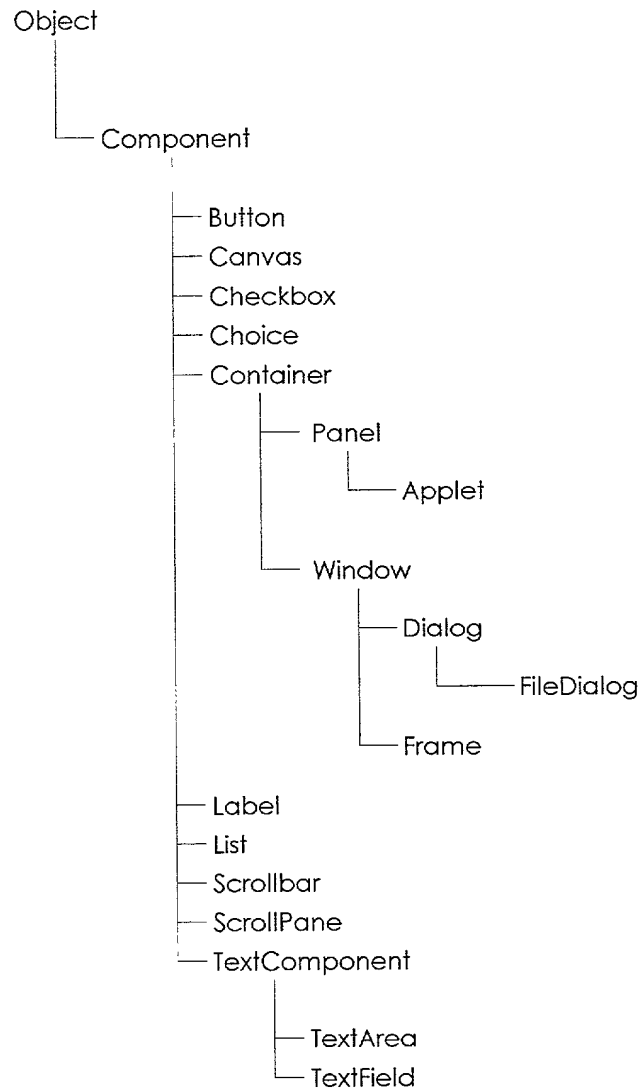 Object
Component
Button
Canvas
Checkbox
Choice
Container
Panel
Applet
Window
Dialog
FileDialog
Frame
Label
List
Scrollbar
ScrollPane
TextComponent
TextArea
TextField